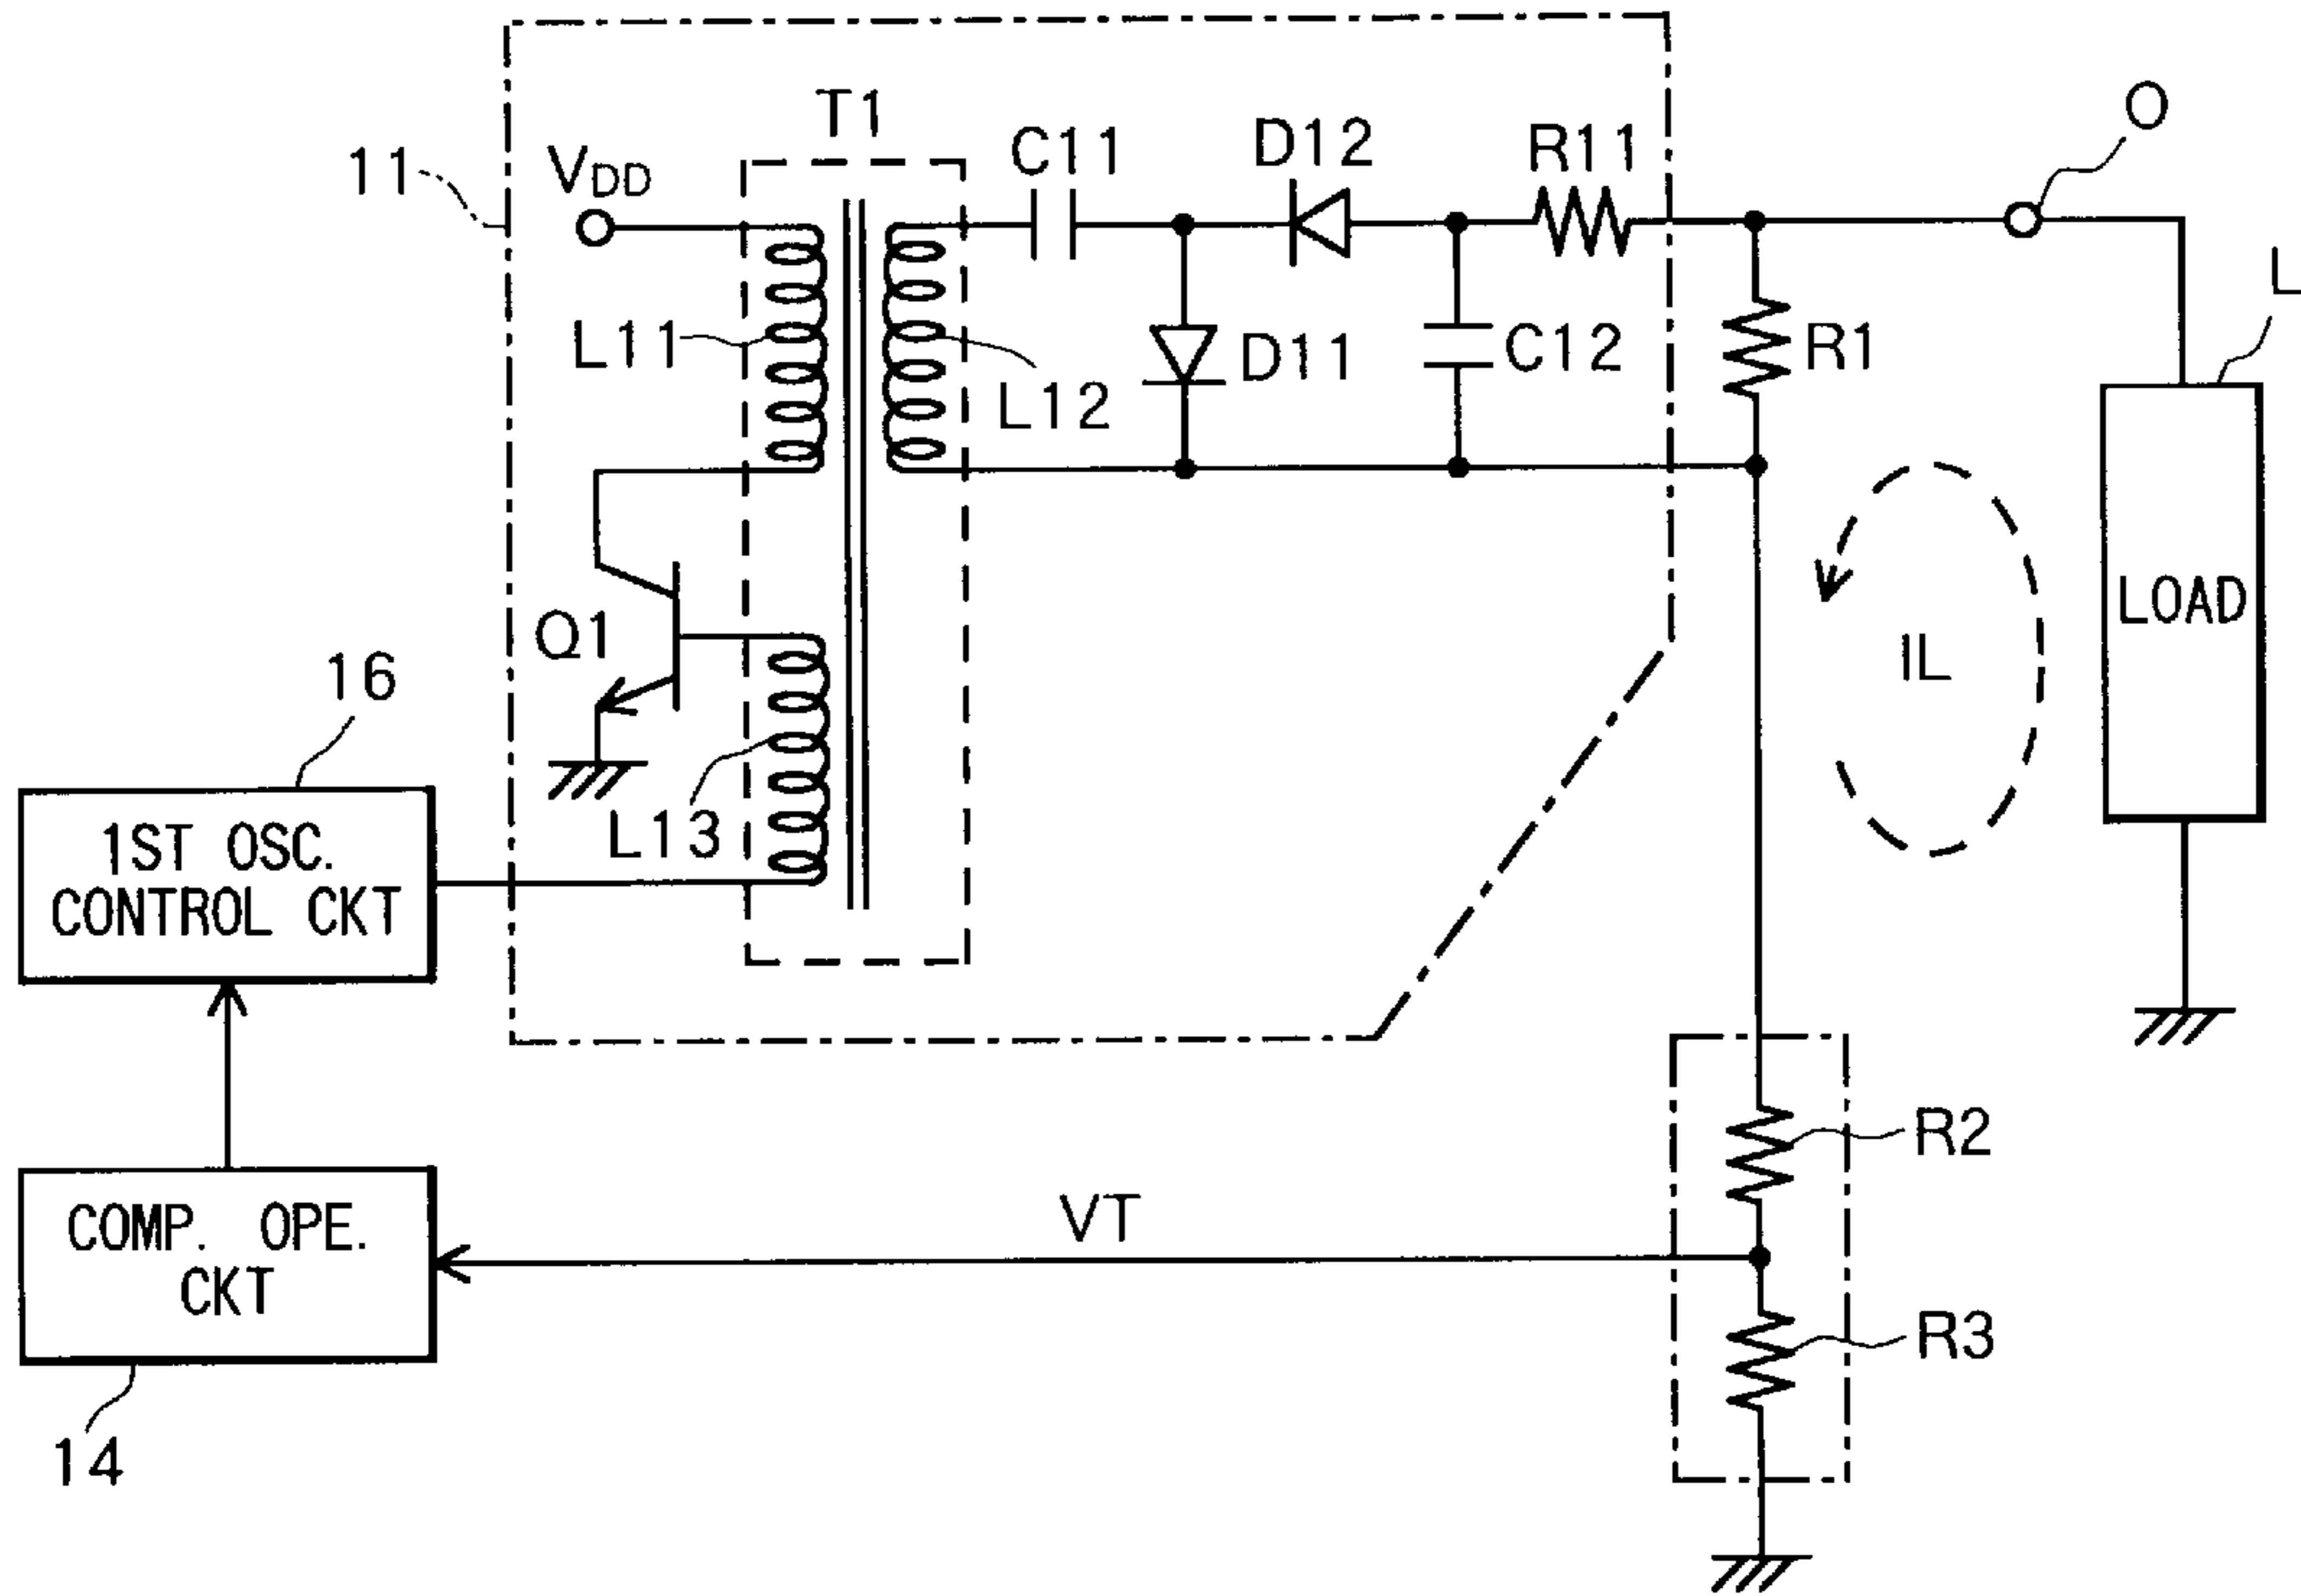 T1
C11
D12
R11
O
11
VDD
L
L11
D11
C12
R1
L12
Q1
IL
LOAD
16
L13
1ST OSC.
CONTROL CKT
R2
VT
COMP. OPE.
CKT
R3
14